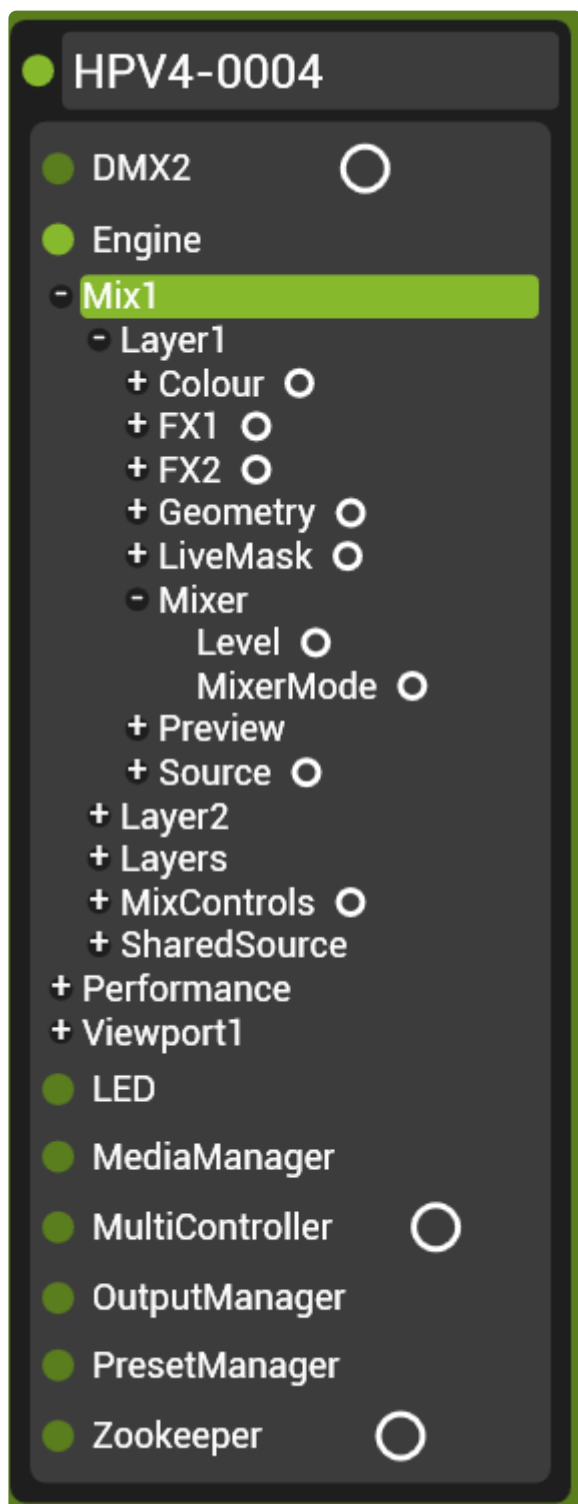 HPV4-0004
DMX2
Engine
- Mix1
- Layer1
+ Colour
+ FX1
+ FX2
+ Geometry
+ LiveMask
- Mixer
Level
MixerMode
+ Preview
+ Source
+ Layer2
+ Layers
+ MixControls
+ SharedSource
+ Performance
+ Viewport1
LED
MediaManager
MultiController
OutputManager
PresetManager
Zookeeper